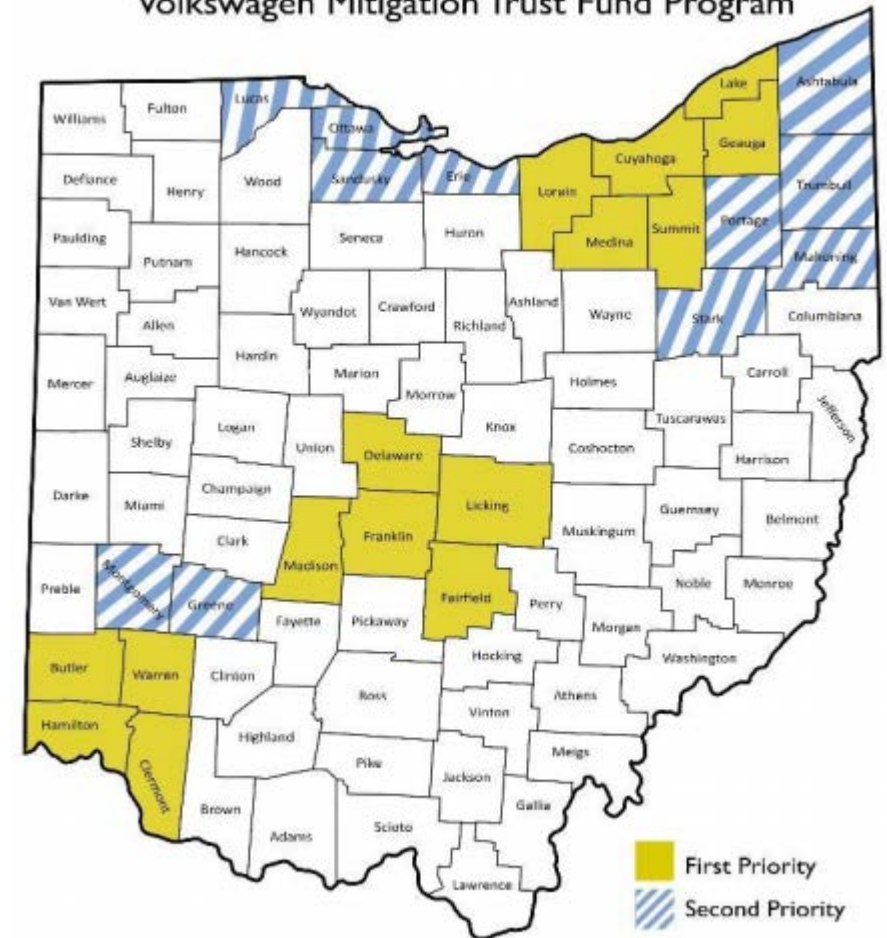 Volkswagen Mitigation Trust Fund Program
Lake
Ashtabula
Williams
Fulton
Lucas
Ottawa
Geauga
Cuyahoga
Defiance
Henry
Wood
Sandusky
Erie
Lorain
Trumbull
Paulding
Putnam
Hancock
Seneca
Huron
Medina
Summit
Portage
Mahoning
Van Wert
Allen
Wyandot
Crawford
Richland
Ashland
Wayne
Stark
Columbiana
Mercer
Auglaize
Hardin
Marion
Morrow
Holmes
Carroll
Jefferson
Shelby
Logan
Union
Knox
Coshocton
Tuscarawas
Harrison
Delaware
Darke
Miami
Champaign
Licking
Guernsey
Belmont
Clark
Franklin
Muskingum
Preble
Montgomery
Greene
Madison
Fairfield
Perry
Noble
Monroe
Fayette
Pickaway
Morgan
Butler
Warren
Clinton
Hocking
Washington
Ross
Athens
Vinton
Hamilton
Clermont
Highland
Pike
Jackson
Meigs
Brown
Adams
Scioto
Gallia
Lawrence
First Priority
Second Priority